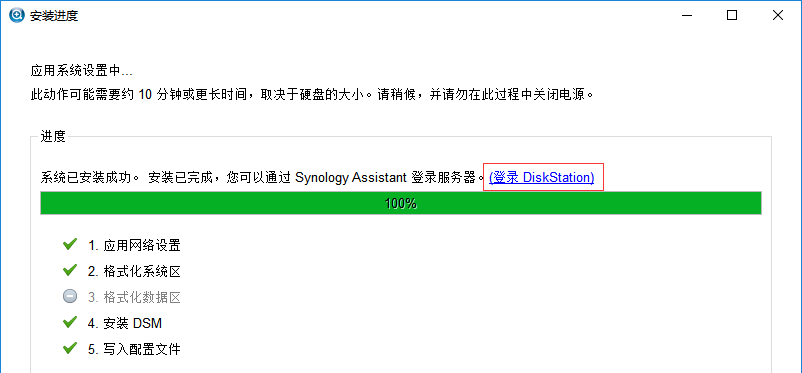 安装进度
应用系统设置中...
此动作可能需要约 10 分钟或更长时间，取决于硬盘的大小。请稍候，并请勿在此过程中关闭电源。
进度
系统已安装成功。 安装已完成，您可以通过 Synology Assistant 登录服务器。(登录 DiskStation)
100%
1. 应用网络设置
2. 格式化系统区
3. 格式化数据区
4. 安装 DSM
5. 写入配置文件